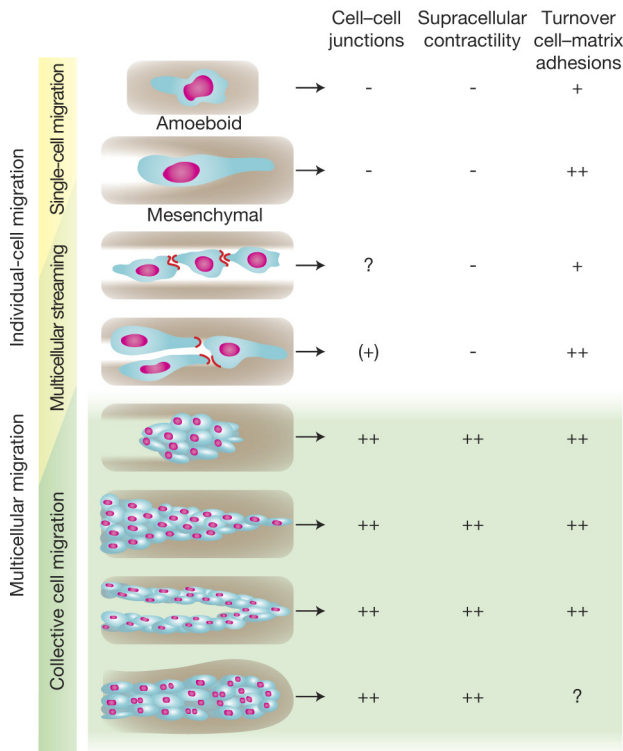 Cell–cell junctions
Supracellular contractility
Turnover cell–matrix adhesions
Individual-cell migration
Multicellular migration
Single-cell migration
Multicellular streaming
Collective cell migration
Amoeboid
- - +
Mesenchymal
- - ++
? - +
(+) - ++
++ ++ ++
++ ++ ++
++ ++ ++
++ ++ ?